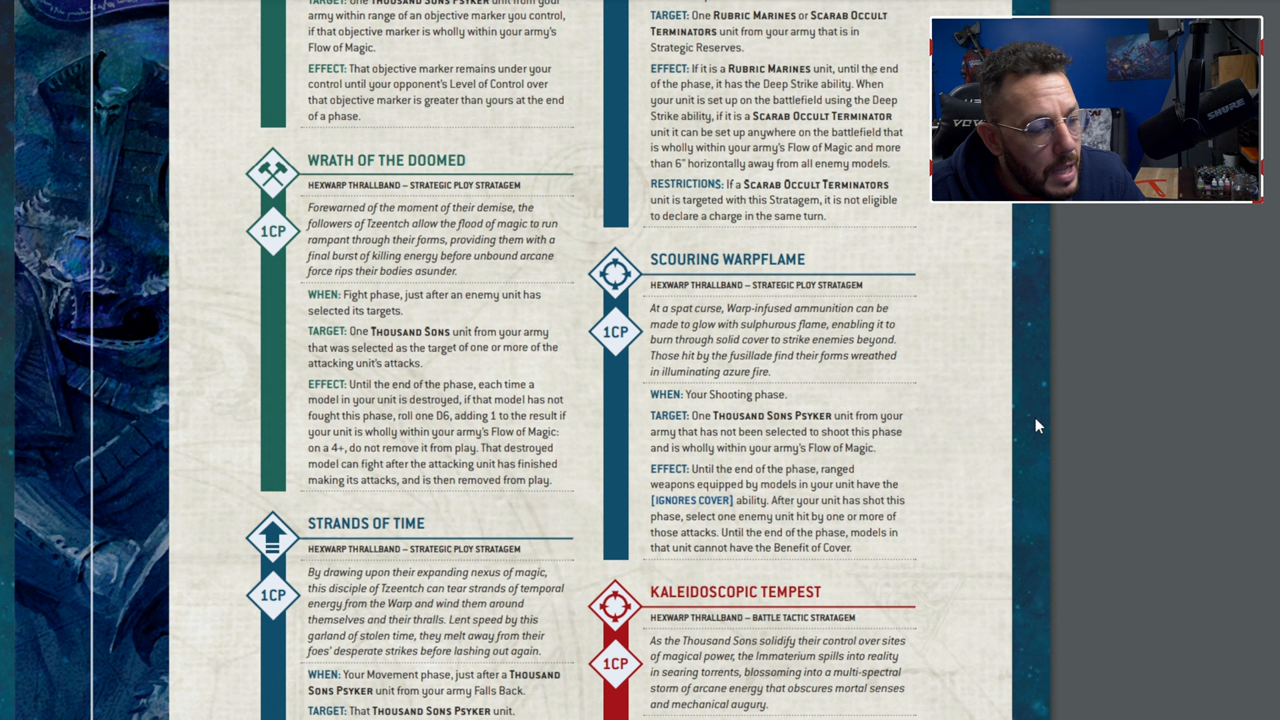 TARGET: One THOUSAND SONS PSYKER unit from your
army within range of an objective marker you control,
if that objective marker is wholly within your army's
Flow of Magic.
EFFECT: That objective marker remains under your
control until your opponent's Level of Control over
that objective marker is greater than yours at the end
of a phase.
WRATH OF THE DOOMED
HEXWARP THRALLBAND – STRATEGIC PLOY STRATAGEM
1CP
Forewarned of the moment of their demise, the
followers of Tzeentch allow the flood of magic to run
rampant through their forms, providing them with a
final burst of killing energy before unbound arcane
force rips their bodies asunder.
WHEN: Fight phase, just after an enemy unit has
selected its targets.
TARGET: One THOUSAND SONS unit from your army
that was selected as the target of one or more of the
attacking unit's attacks.
EFFECT: Until the end of the phase, each time a
model in your unit is destroyed, if that model has not
fought this phase, roll one D6, adding 1 to the result if
your unit is wholly within your army's Flow of Magic:
on a 4+, do not remove it from play. That destroyed
model can fight after the attacking unit has finished
making its attacks, and is then removed from play.
STRANDS OF TIME
HEXWARP THRALLBAND – STRATEGIC PLOY STRATAGEM
1CP
By drawing upon their expanding nexus of magic,
this disciple of Tzeentch can tear strands of temporal
energy from the Warp and wind them around
themselves and their thralls. Lent speed by this
garland of stolen time, they melt away from their
foes' desperate strikes before lashing out again.
WHEN: Your Movement phase, just after a THOUSAND
SONS PSYKER unit from your army Falls Back.
TARGET: That THOUSAND SONS PSYKER unit.
TARGET: One RUBRIC MARINES or SCARAB OCCULT
TERMINATORS unit from your army that is in
Strategic Reserves.
EFFECT: If it is a RUBRIC MARINES unit, until the end
of the phase, it has the Deep Strike ability. When
your unit is set up on the battlefield using the Deep
Strike ability, if it is a SCARAB OCCULT TERMINATOR
unit it can be set up anywhere on the battlefield that
is wholly within your army's Flow of Magic and more
than 6" horizontally away from all enemy models.
RESTRICTIONS: If a SCARAB OCCULT TERMINATORS
unit is targeted with this Stratagem, it is not eligible
to declare a charge in the same turn.
SCOURING WARPFLAME
HEXWARP THRALLBAND – STRATEGIC PLOY STRATAGEM
1CP
At a spat curse, Warp-infused ammunition can be
made to glow with sulphurous flame, enabling it to
burn through solid cover to strike enemies beyond.
Those hit by the fusillade find their forms wreathed
in illuminating azure fire.
WHEN: Your Shooting phase.
TARGET: One THOUSAND SONS PSYKER unit from your
army that has not been selected to shoot this phase
and is wholly within your army's Flow of Magic.
EFFECT: Until the end of the phase, ranged
weapons equipped by models in your unit have the
[IGNORES COVER] ability. After your unit has shot this
phase, select one enemy unit hit by one or more of
those attacks. Until the end of the phase, models in
that unit cannot have the Benefit of Cover.
KALEIDOSCOPIC TEMPEST
HEXWARP THRALLBAND – BATTLE TACTIC STRATAGEM
1CP
As the Thousand Sons solidify their control over sites
of magical power, the Immaterium spills into reality
in searing torrents, blossoming into a multi-spectral
storm of arcane energy that obscures mortal senses
and mechanical augury.
SHURE